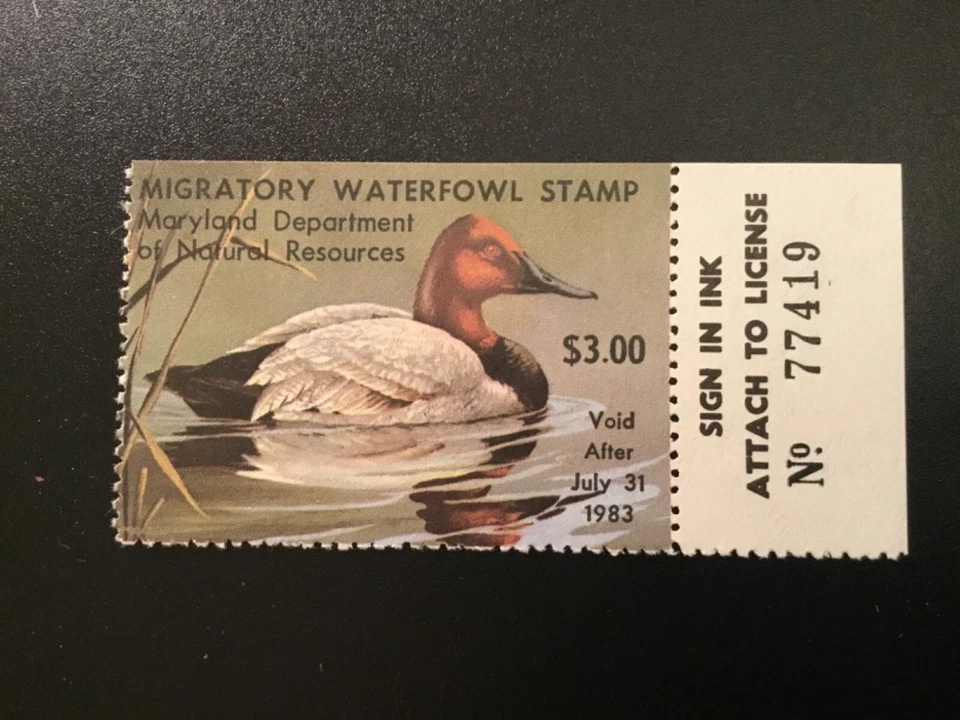 MIGRATORY WATERFOWL STAMP
Maryland Department
of Natural Resources
$3.00
Void
After
July 31
1983
SIGN IN INK
ATTACH TO LICENSE
Nº 77419